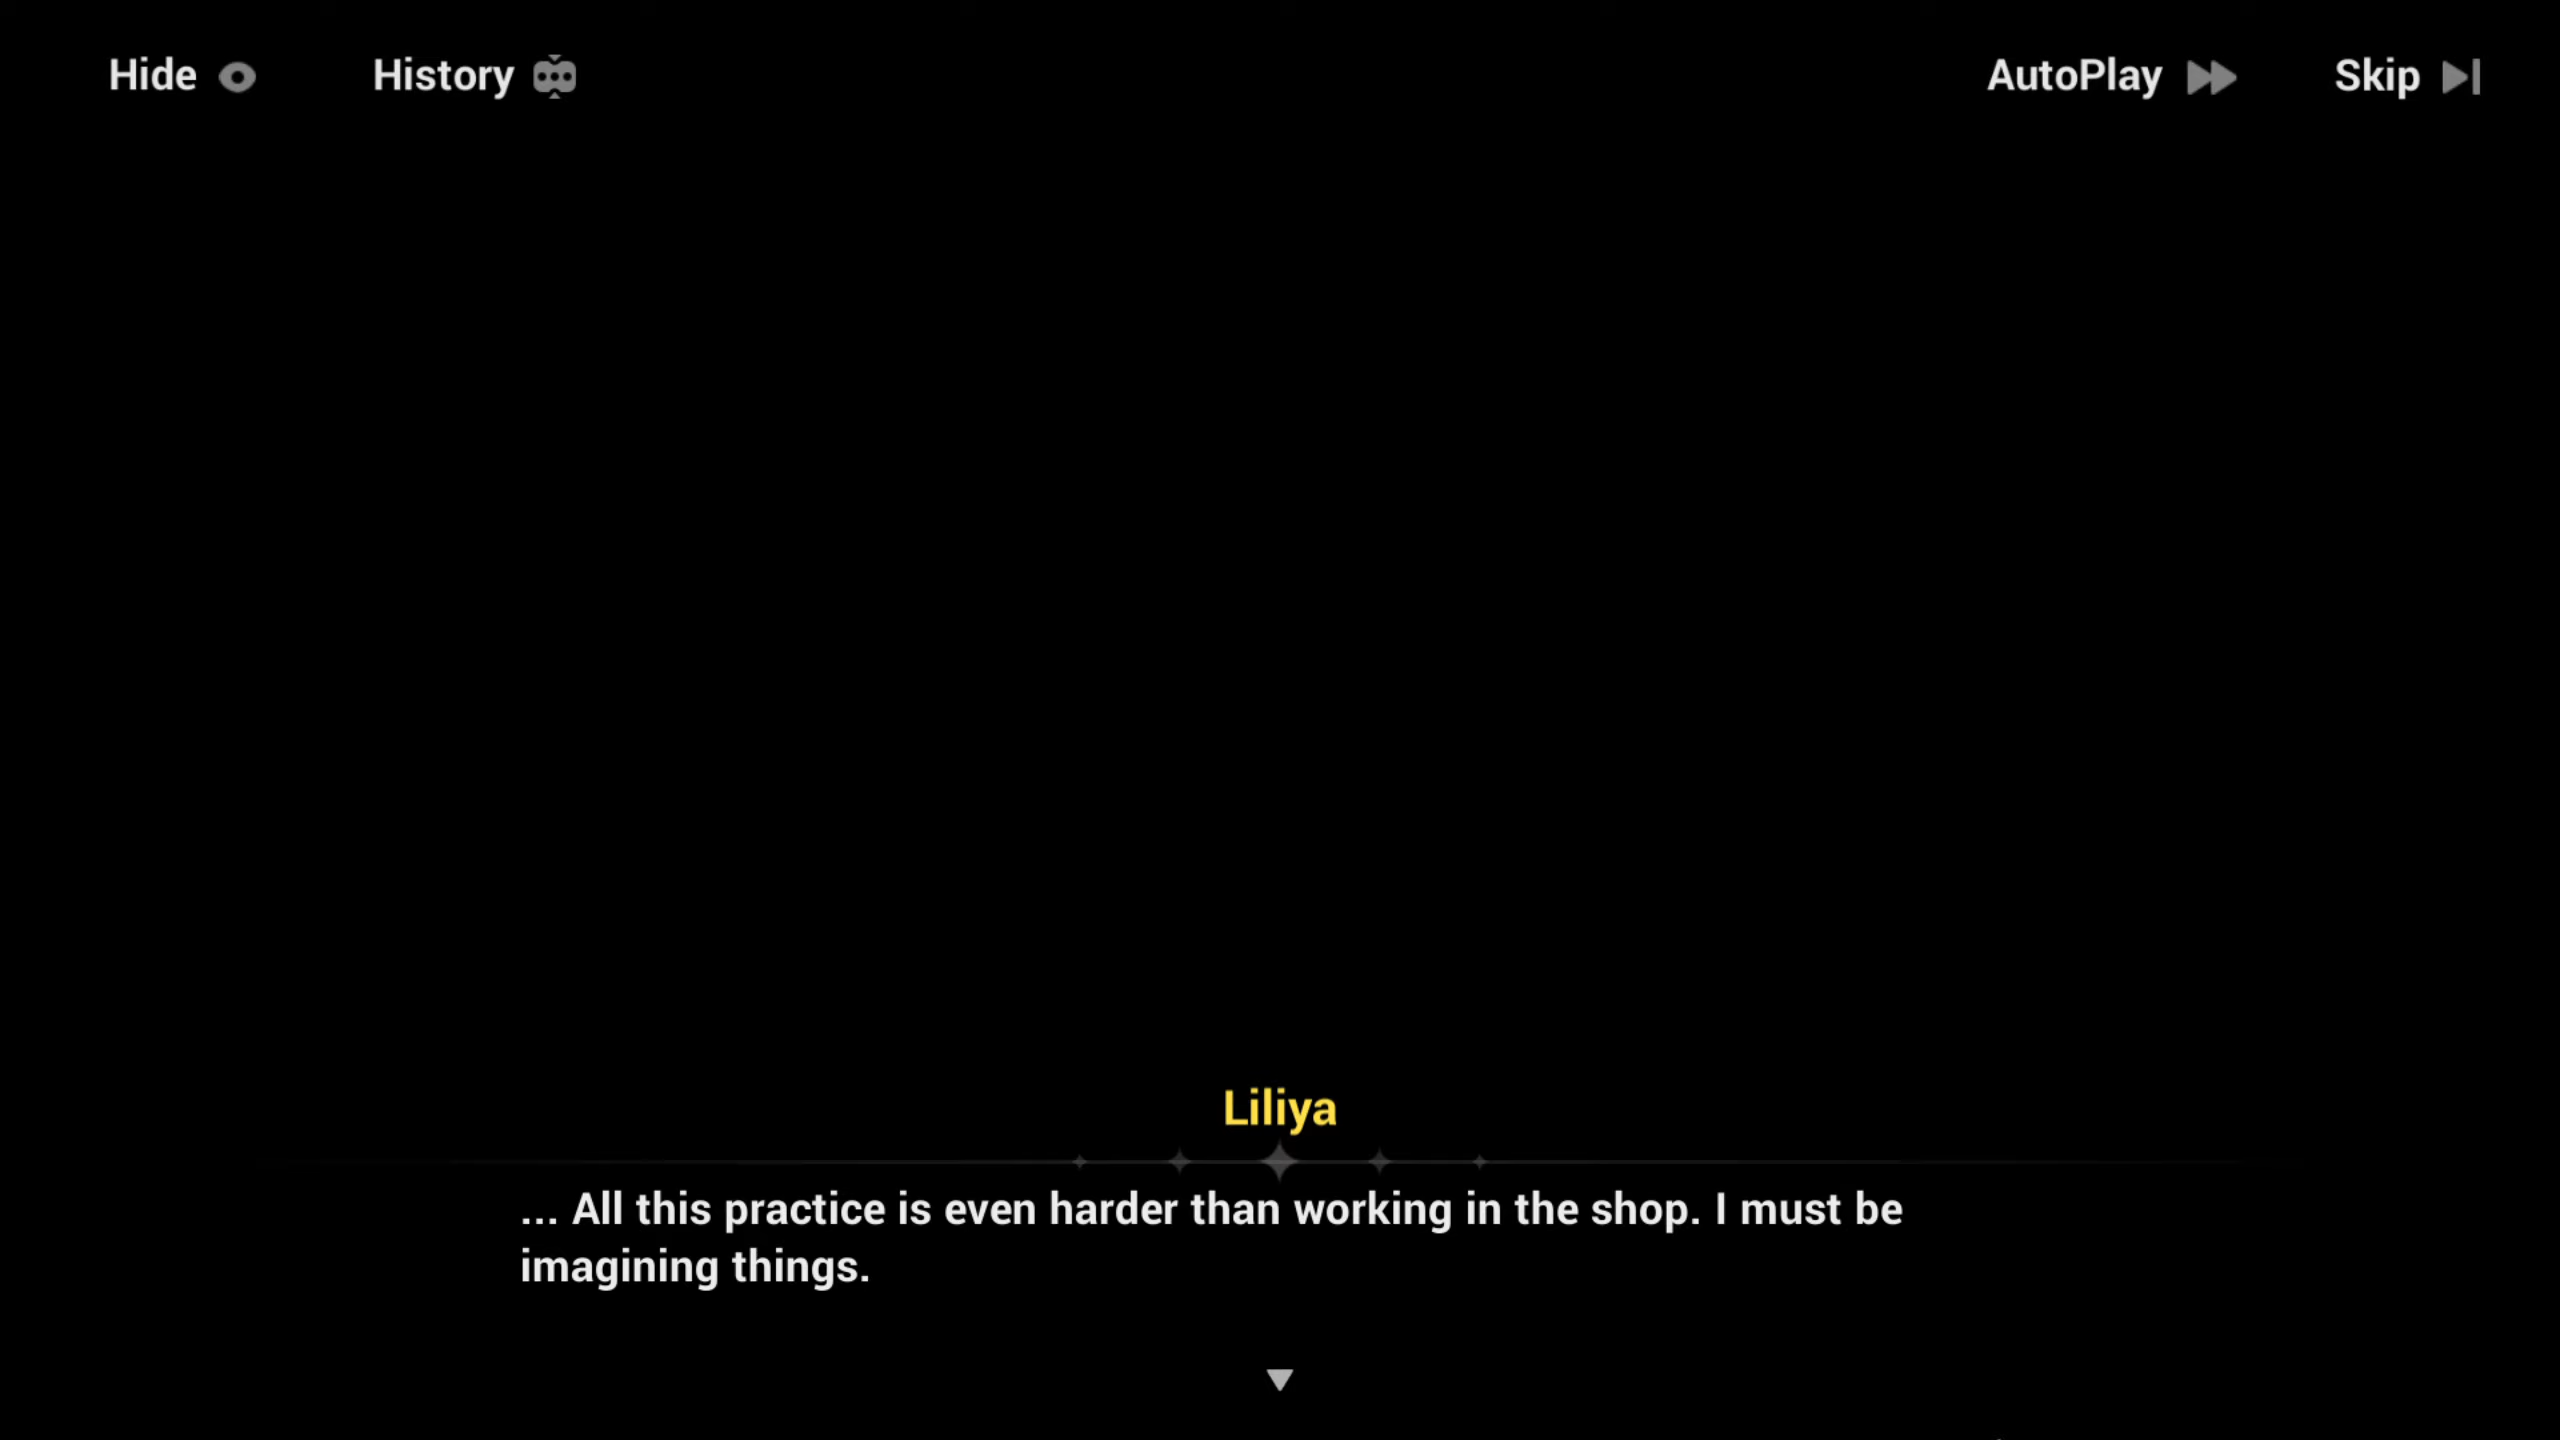 Hide
History
AutoPlay
Skip
Liliya
... All this practice is even harder than working in the shop. I must be
imagining things.